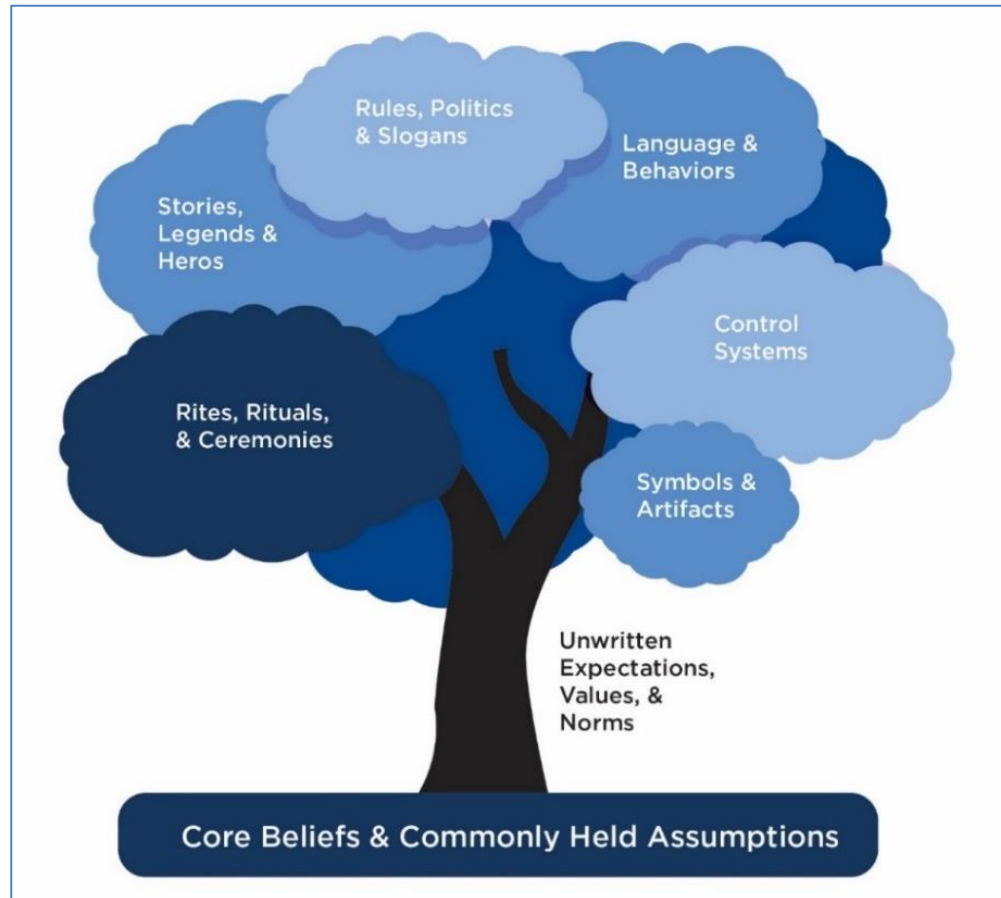 Rules, Politics
& Slogans
Language &
Behaviors
Stories,
Legends &
Heros
Control
Systems
Rites, Rituals,
& Ceremonies
Symbols &
Artifacts
Unwritten
Expectations,
Values, &
Norms
Core Beliefs & Commonly Held Assumptions